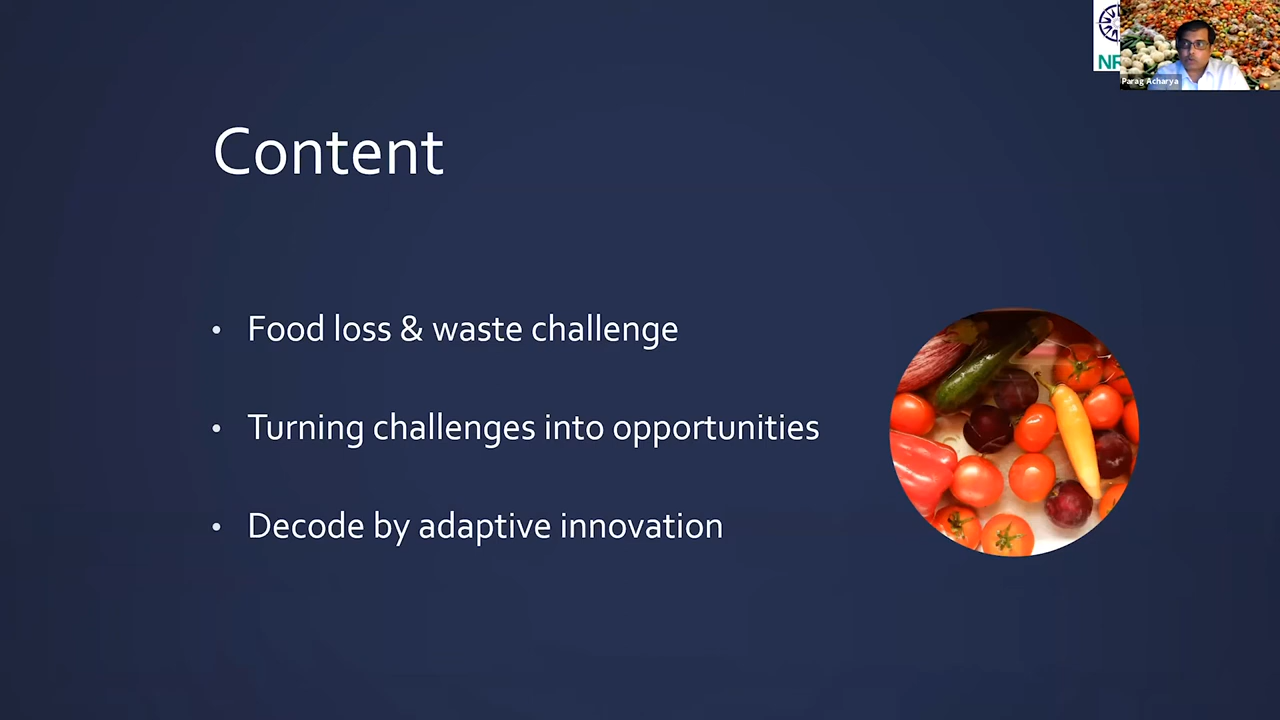 Content
• Food loss & waste challenge
• Turning challenges into opportunities
• Decode by adaptive innovation
Parag Acharya